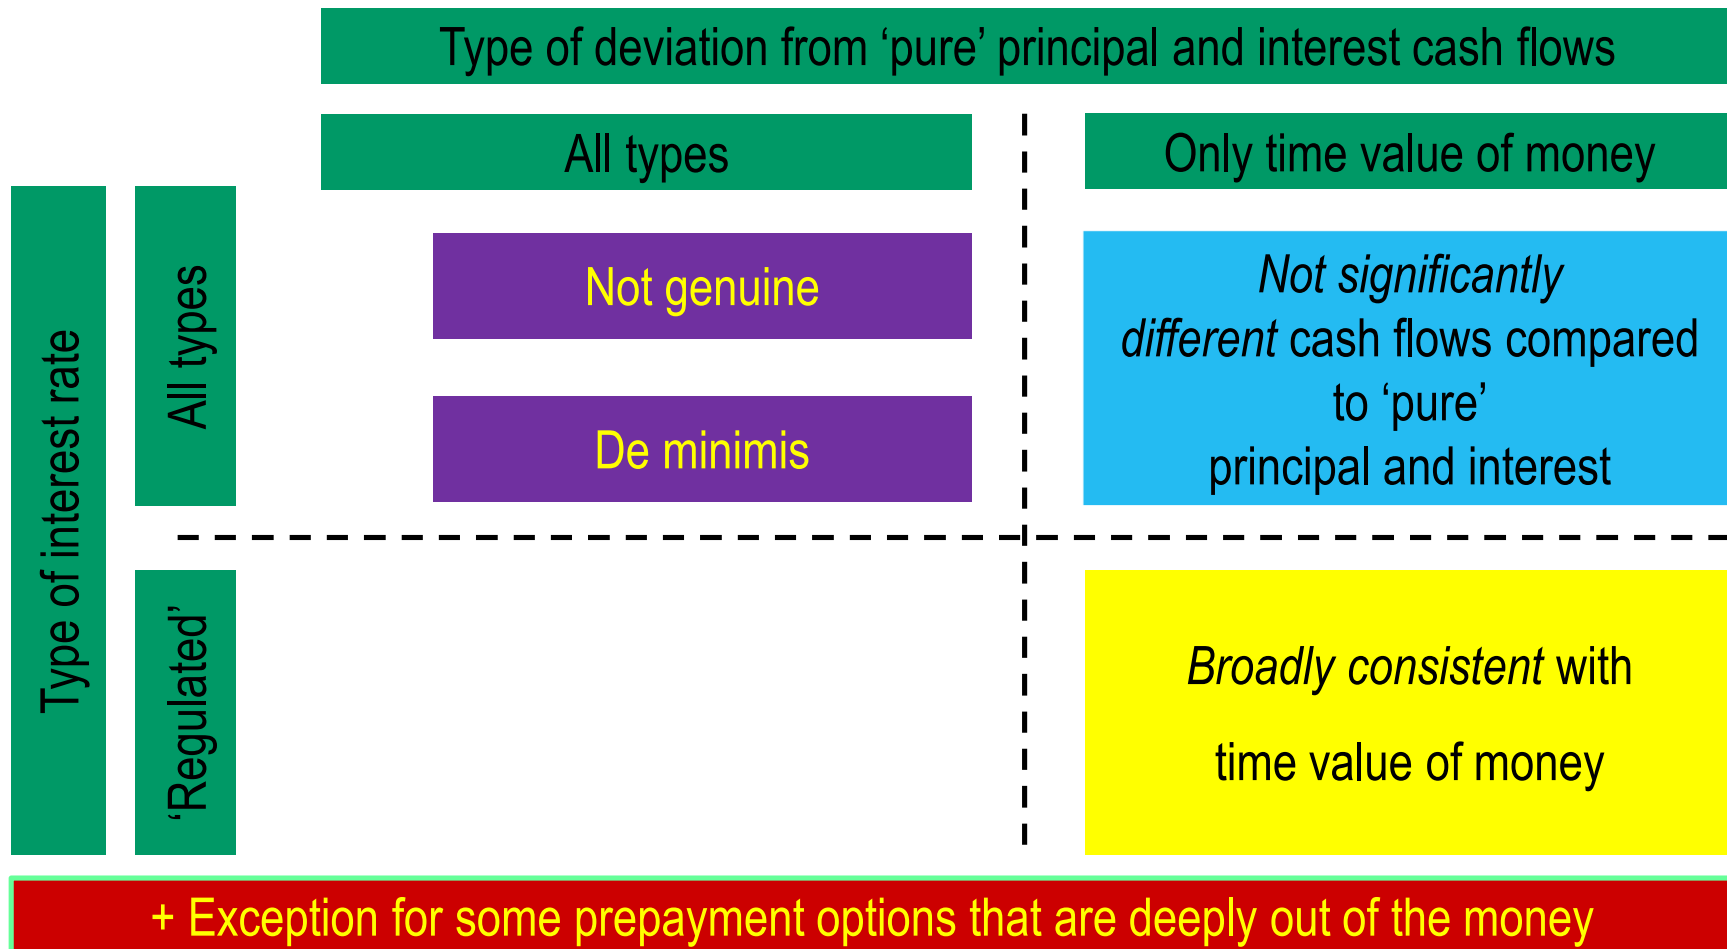 Type of deviation from ‘pure’ principal and interest cash flows
All types
Only time value of money
Type of interest rate
All types
Not genuine
De minimis
Not significantly
different cash flows compared
to ‘pure’
principal and interest
‘Regulated’
Broadly consistent with
time value of money
+ Exception for some prepayment options that are deeply out of the money